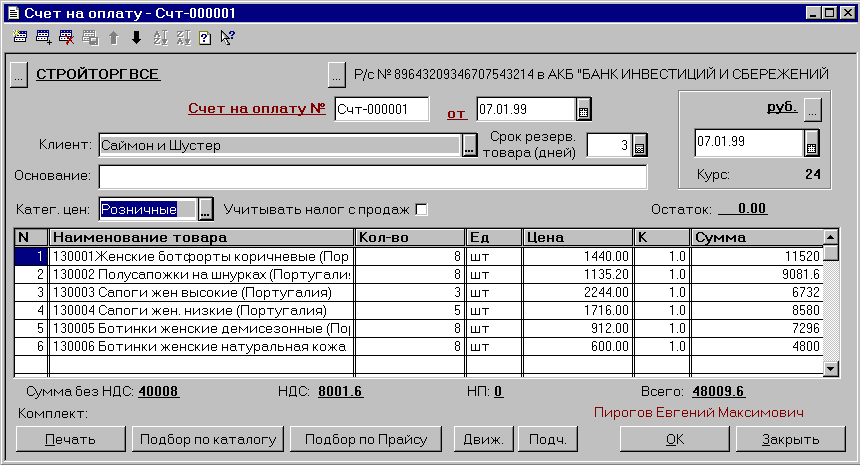 Счет на оплату - Счт-000001
... СТРОЙТОРГВСЕ ... Р/с № 89643209346707543214 в АКБ "БАНК ИНВЕСТИЦИЙ И СБЕРЕЖЕНИЙ
Счет на оплату № Счт-000001 от 07.01.99 руб. ...
Клиент: Саймон и Шустер ... Срок резерв. товара (дней) 3 07.01.99
Основание: Курс: 24
Катег. цен: Розничные ... Учитывать налог с продаж Остаток: 0.00
N Наименование товара Кол-во Ед Цена К Сумма
1 130001Женские ботфорты коричневые (Пор 8 шт 1440.00 1.0 11520
2 130002 Полусапожки на шнурках (Португалия 8 шт 1135.20 1.0 9081.6
3 130003 Сапоги жен высокие (Португалия) 3 шт 2244.00 1.0 6732
4 130004 Сапоги жен. низкие (Португалия) 5 шт 1716.00 1.0 8580
5 130005 Ботинки женские демисезонные (Пор 8 шт 912.00 1.0 7296
6 130006 Ботинки женские натуральная кожа 8 шт 600.00 1.0 4800
Сумма без НДС: 40008 НДС: 8001.6 НП: 0 Всего: 48009.6
Комплект: Пирогов Евгений Максимович
Печать Подбор по каталогу Подбор по Прайсу Движ. Подч. OK Закрыть